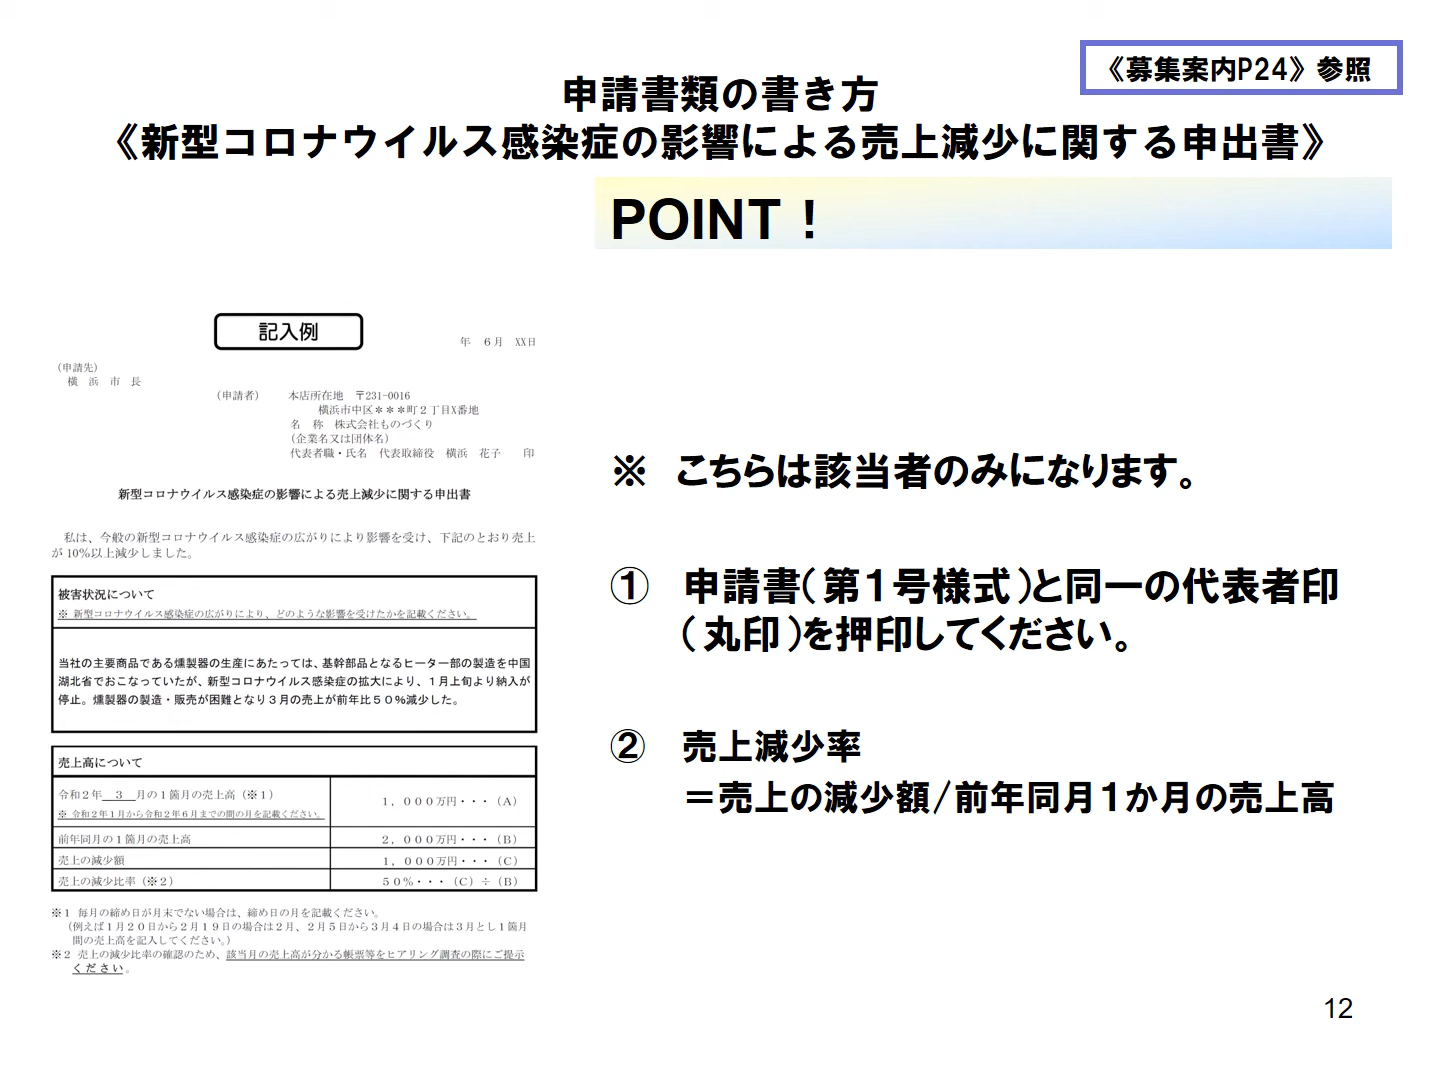 《募集案内P24》参照
申請書類の書き方
《新型コロナウイルス感染症の影響による売上減少に関する申出書》
POINT！
記入例
年　６月　XX日
（申請先）
横　浜　市　長
（申請者）　本店所在地　〒231-0016
横浜市中区＊＊＊町２丁目X番地
名　称　株式会社ものづくり
（企業名又は団体名）
代表者職・氏名　代表取締役　横浜　花子　　印
新型コロナウイルス感染症の影響による売上減少に関する申出書
私は、今般の新型コロナウイルス感染症の広がりにより影響を受け、下記のとおり売上
が 10％以上減少しました。
被害状況について
※ 新型コロナウイルス感染症の広がりにより、どのような影響を受けたかを記載ください。
当社の主要商品である燻製器の生産にあたっては、基幹部品となるヒーター部の製造を中国
湖北省でおこなっていたが、新型コロナウイルス感染症の拡大により、１月上旬より納入が
停止。燻製器の製造・販売が困難となり３月の売上が前年比５０％減少した。
売上高について
令和２年　３　月の１箇月の売上高（※１）　１，０００万円・・・（A）
※ 令和２年１月から令和２年６月までの間の月を記載ください。
前年同月の１箇月の売上高　２，０００万円・・・（B）
売上の減少額　１，０００万円・・・（C）
売上の減少比率（※２）　５０％・・・（C）÷（B）
※１ 毎月の締め日が月末でない場合は、締め日の月を記載ください。
（例えば１月２０日から２月１９日の場合は２月、２月５日から３月４日の場合は３月とし１箇月
間の売上高を記入してください。）
※２ 売上の減少比率の確認のため、該当月の売上高が分かる帳票等をヒアリング調査の際にご提示
ください。
※　こちらは該当者のみになります。
①　申請書（第１号様式）と同一の代表者印
（丸印）を押印してください。
②　売上減少率
＝売上の減少額/前年同月１か月の売上高
12